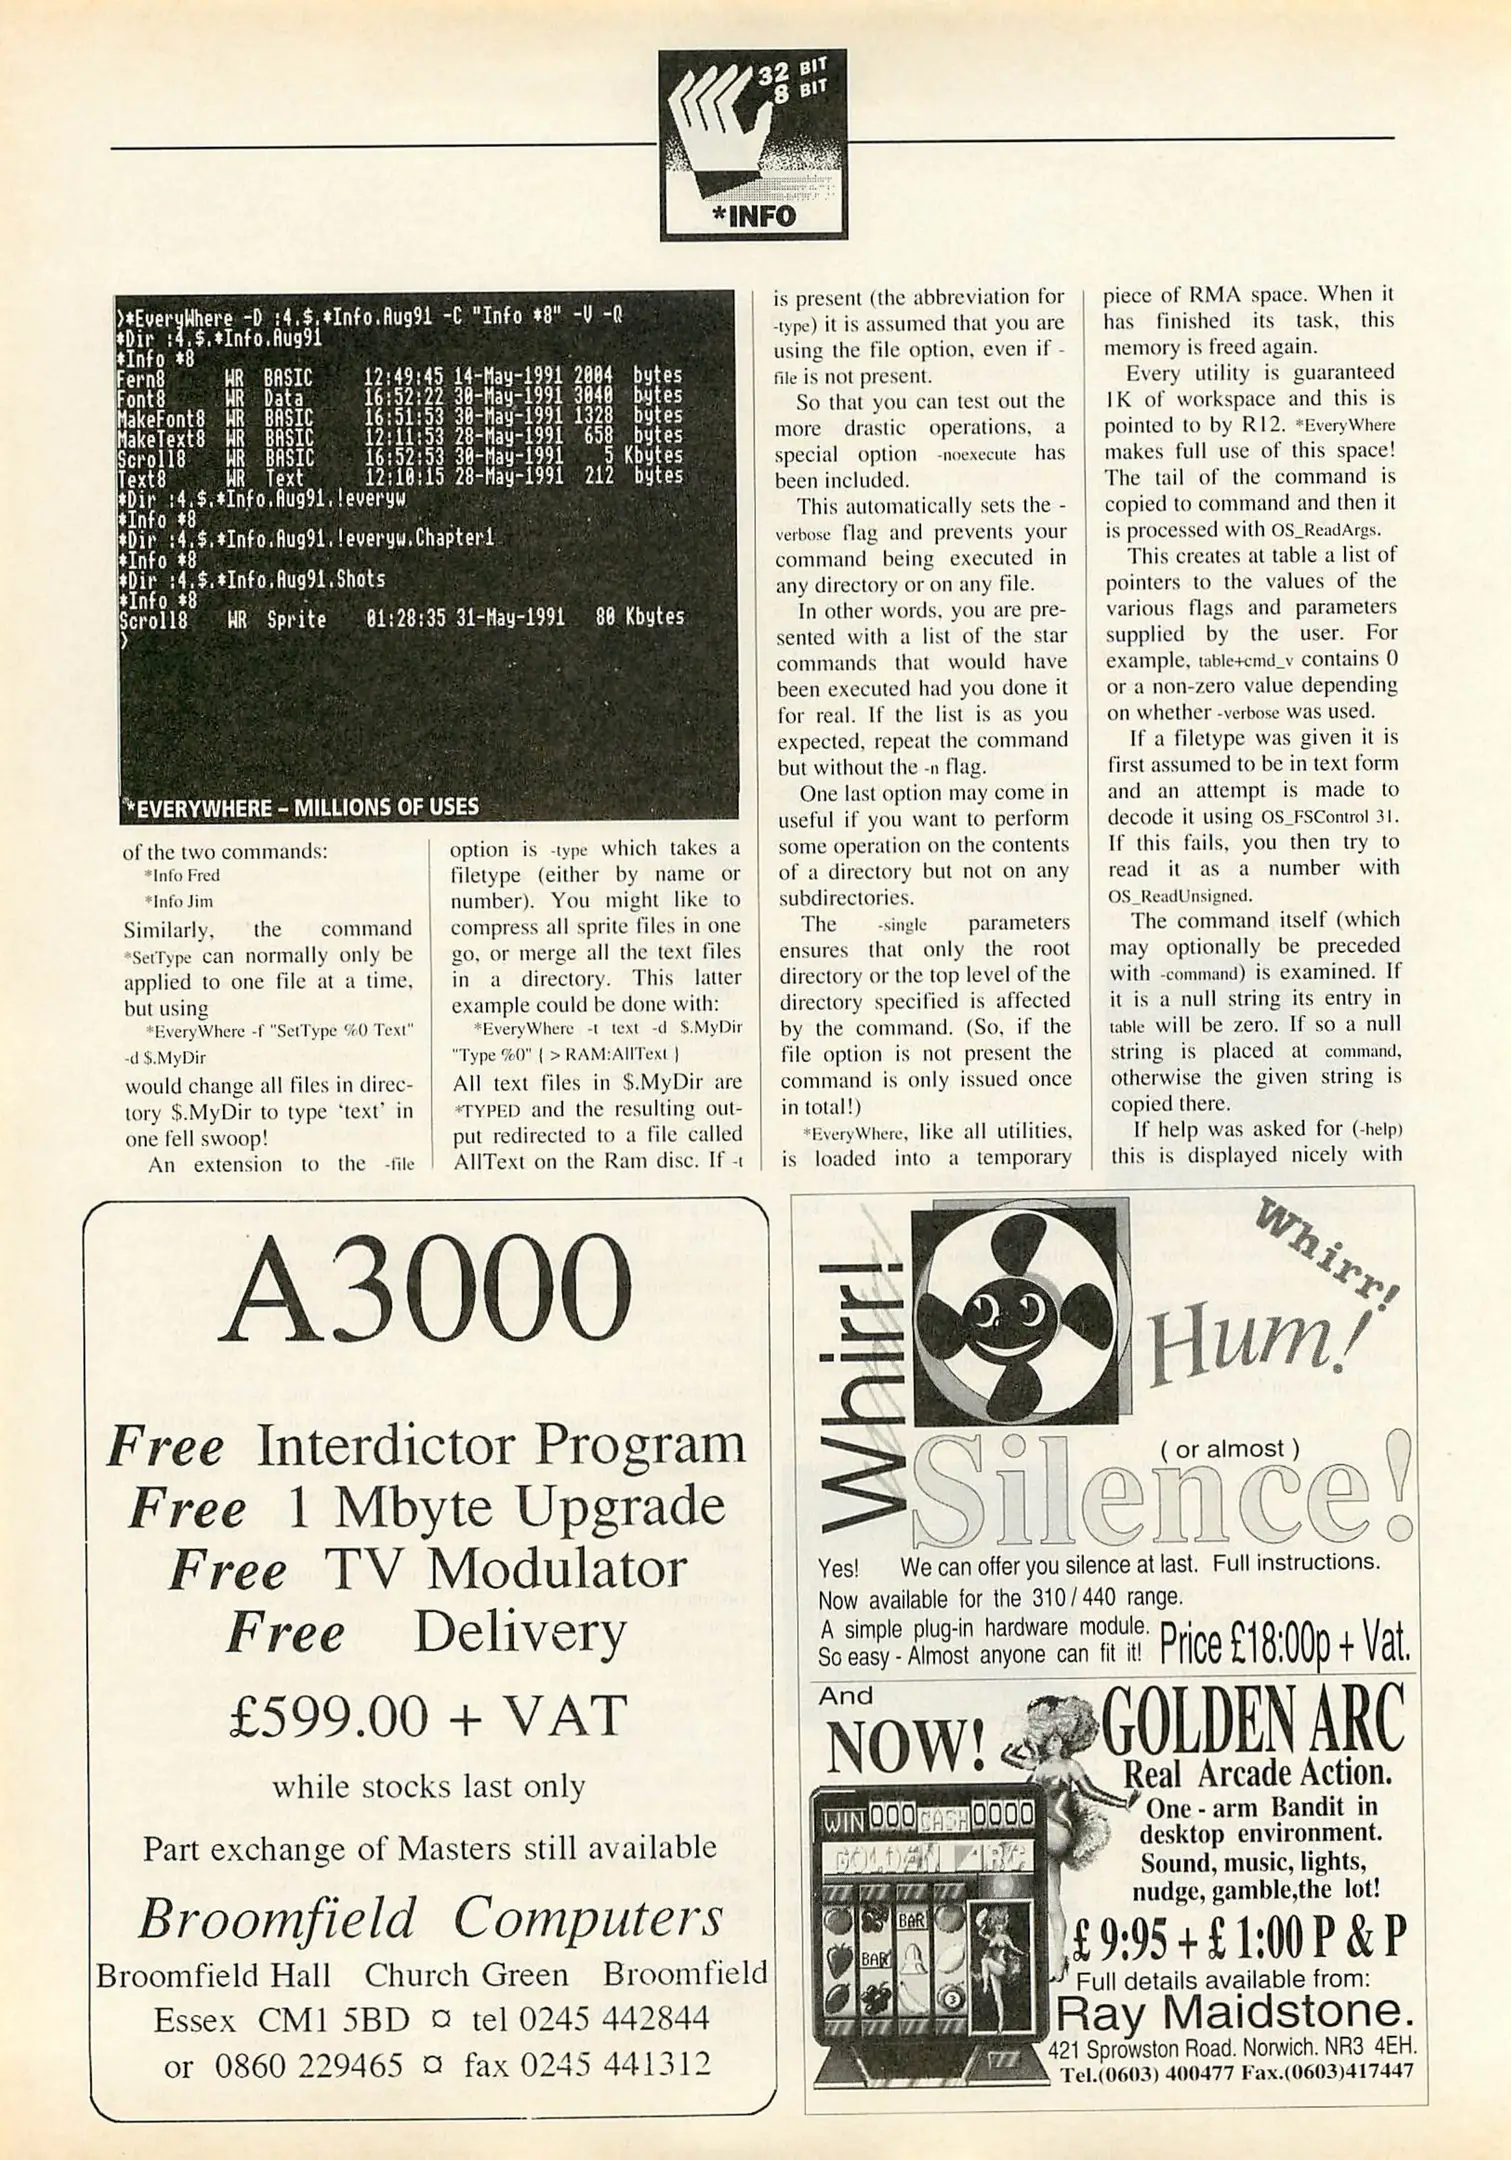 32 BIT
8 BIT
*INFO
>*EveryWhere -D :4.$.*Info.Aug91 -C "Info *8" -V -Q
*Dir :4.$.*Info.Aug91
*Info *8
Fern8 WR BASIC 12:49:45 14-May-1991 2004 bytes
Font8 WR Data 16:52:22 30-May-1991 3040 bytes
MakeFont8 WR BASIC 16:51:53 30-May-1991 1328 bytes
MakeText8 WR BASIC 12:11:53 28-May-1991 658 bytes
Scroll8 WR BASIC 16:52:53 30-May-1991 5 Kbytes
Text8 WR Text 12:10:15 28-May-1991 212 bytes
*Dir :4.$.*Info.Aug91.!everyw
*Info *8
*Dir :4.$.*Info.Aug91.!everyw.Chapter1
*Info *8
*Dir :4.$.*Info.Aug91.Shots
*Info *8
Scroll8 WR Sprite 01:28:35 31-May-1991 80 Kbytes
>
*EVERYWHERE – MILLIONS OF USES
of the two commands:
*Info Fred
*Info Jim
Similarly, the command
*SetType can normally only be
applied to one file at a time,
but using
*EveryWhere -f "SetType %0 Text"
-d $.MyDir
would change all files in direc-
tory $.MyDir to type ‘text’ in
one fell swoop!
An extension to the -file
option is -type which takes a
filetype (either by name or
number). You might like to
compress all sprite files in one
go, or merge all the text files
in a directory. This latter
example could be done with:
*EveryWhere -t text -d $.MyDir
"Type %0" { > RAM:AllText }
All text files in $.MyDir are
*TYPED and the resulting out-
put redirected to a file called
AllText on the Ram disc. If -t
is present (the abbreviation for
-type) it is assumed that you are
using the file option, even if -
file is not present.
So that you can test out the
more drastic operations, a
special option -noexecute has
been included.
This automatically sets the -
verbose flag and prevents your
command being executed in
any directory or on any file.
In other words, you are pre-
sented with a list of the star
commands that would have
been executed had you done it
for real. If the list is as you
expected, repeat the command
but without the -n flag.
One last option may come in
useful if you want to perform
some operation on the contents
of a directory but not on any
subdirectories.
The -single parameters
ensures that only the root
directory or the top level of the
directory specified is affected
by the command. (So, if the
file option is not present the
command is only issued once
in total!)
*EveryWhere, like all utilities,
is loaded into a temporary
piece of RMA space. When it
has finished its task, this
memory is freed again.
Every utility is guaranteed
1K of workspace and this is
pointed to by R12. *EveryWhere
makes full use of this space!
The tail of the command is
copied to command and then it
is processed with OS_ReadArgs.
This creates at table a list of
pointers to the values of the
various flags and parameters
supplied by the user. For
example, table+cmd_v contains 0
or a non-zero value depending
on whether -verbose was used.
If a filetype was given it is
first assumed to be in text form
and an attempt is made to
decode it using OS_FSControl 31.
If this fails, you then try to
read it as a number with
OS_ReadUnsigned.
The command itself (which
may optionally be preceded
with -command) is examined. If
it is a null string its entry in
table will be zero. If so a null
string is placed at command,
otherwise the given string is
copied there.
If help was asked for (-help)
this is displayed nicely with
A3000
Free Interdictor Program
Free 1 Mbyte Upgrade
Free TV Modulator
Free Delivery
£599.00 + VAT
while stocks last only
Part exchange of Masters still available
Broomfield Computers
Broomfield Hall Church Green Broomfield
Essex CM1 5BD ¤ tel 0245 442844
or 0860 229465 ¤ fax 0245 441312
Whirr!
Whirr!
Hum!
( or almost )
Silence!
Yes! We can offer you silence at last. Full instructions.
Now available for the 310 / 440 range.
A simple plug-in hardware module.
So easy - Almost anyone can fit it!
Price £18:00p + Vat.
And
NOW!
GOLDEN ARC
Real Arcade Action.
One - arm Bandit in
desktop environment.
Sound, music, lights,
nudge, gamble,the lot!
WIN 000 CASH 0000
GOLDEN ARC
BAR
BAR
£ 9:95 + £ 1:00 P & P
Full details available from:
Ray Maidstone.
421 Sprowston Road. Norwich. NR3 4EH.
Tel.(0603) 400477 Fax.(0603)417447